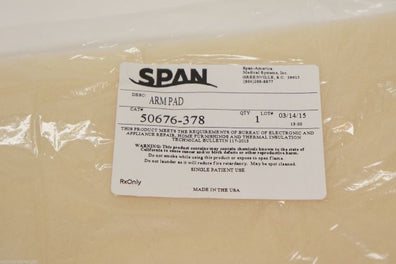 SPAN
Span-America
Medical Systems, Inc.
GREENVILLE, S.C. 29615
DESC
ARM PAD
CAT#
50676-378
QTY
1
LOT#
03/14/15
THIS PRODUCT MEETS THE REQUIREMENTS OF BUREAU OF ELECTRONIC AND
APPLIANCE REPAIR, HOME FURNISHINGS AND THERMAL INSULATION
TECHNICAL BULLETIN 117-2013
WARNING: This product contains may contain chemicals known to the state of
California to cause cancer and/or birth defects or other reproductive harm.
Do not smoke while using this product or expose to open flame.
Do not launder as it will reduce fire retardancy. May be spot cleaned.
SINGLE PATIENT USE
RxOnly
MADE IN THE USA